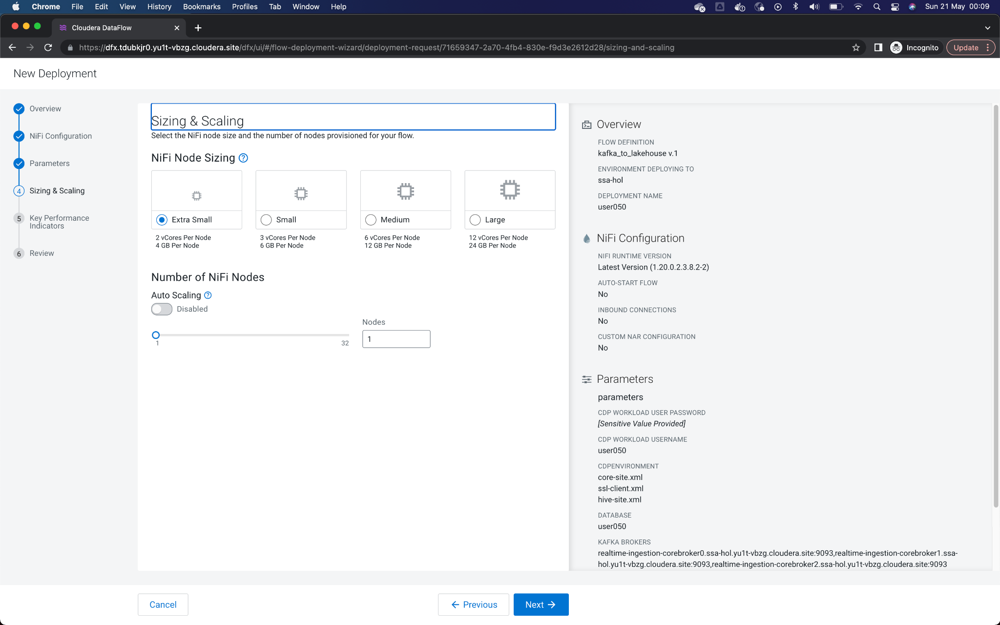 Chrome File Edit View History Bookmarks Profiles Tab Window Help Sun 21 May 00:09
Cloudera DataFlow
https://dfx.tdubkjr0.yu1t-vbzg.cloudera.site/dfx/ui/#/flow-deployment-wizard/deployment-request/71659347-2a70-4fb4-830e-f9d3e2612d28/sizing-and-scaling Incognito Update
New Deployment
Overview
NiFi Configuration
Parameters
4 Sizing & Scaling
5 Key Performance
Indicators
6 Review
Sizing & Scaling
Select the NiFi node size and the number of nodes provisioned for your flow.
NiFi Node Sizing ?
Extra Small
2 vCores Per Node
4 GB Per Node
Small
3 vCores Per Node
6 GB Per Node
Medium
6 vCores Per Node
12 GB Per Node
Large
12 vCores Per Node
24 GB Per Node
Number of NiFi Nodes
Auto Scaling ?
Disabled
1 32
Nodes
1
Overview
FLOW DEFINITION
kafka_to_lakehouse v.1
ENVIRONMENT DEPLOYING TO
ssa-hol
DEPLOYMENT NAME
user050
NiFi Configuration
NIFI RUNTIME VERSION
Latest Version (1.20.0.2.3.8.2-2)
AUTO-START FLOW
No
INBOUND CONNECTIONS
No
CUSTOM NAR CONFIGURATION
No
Parameters
parameters
CDP WORKLOAD USER PASSWORD
[Sensitive Value Provided]
CDP WORKLOAD USERNAME
user050
CDPENVIRONMENT
core-site.xml
ssl-client.xml
hive-site.xml
DATABASE
user050
KAFKA BROKERS
realtime-ingestion-corebroker0.ssa-hol.yu1t-vbzg.cloudera.site:9093,realtime-ingestion-corebroker1.ssa-
hol.yu1t-vbzg.cloudera.site:9093,realtime-ingestion-corebroker2.ssa-hol.yu1t-vbzg.cloudera.site:9093
Cancel
Previous
Next